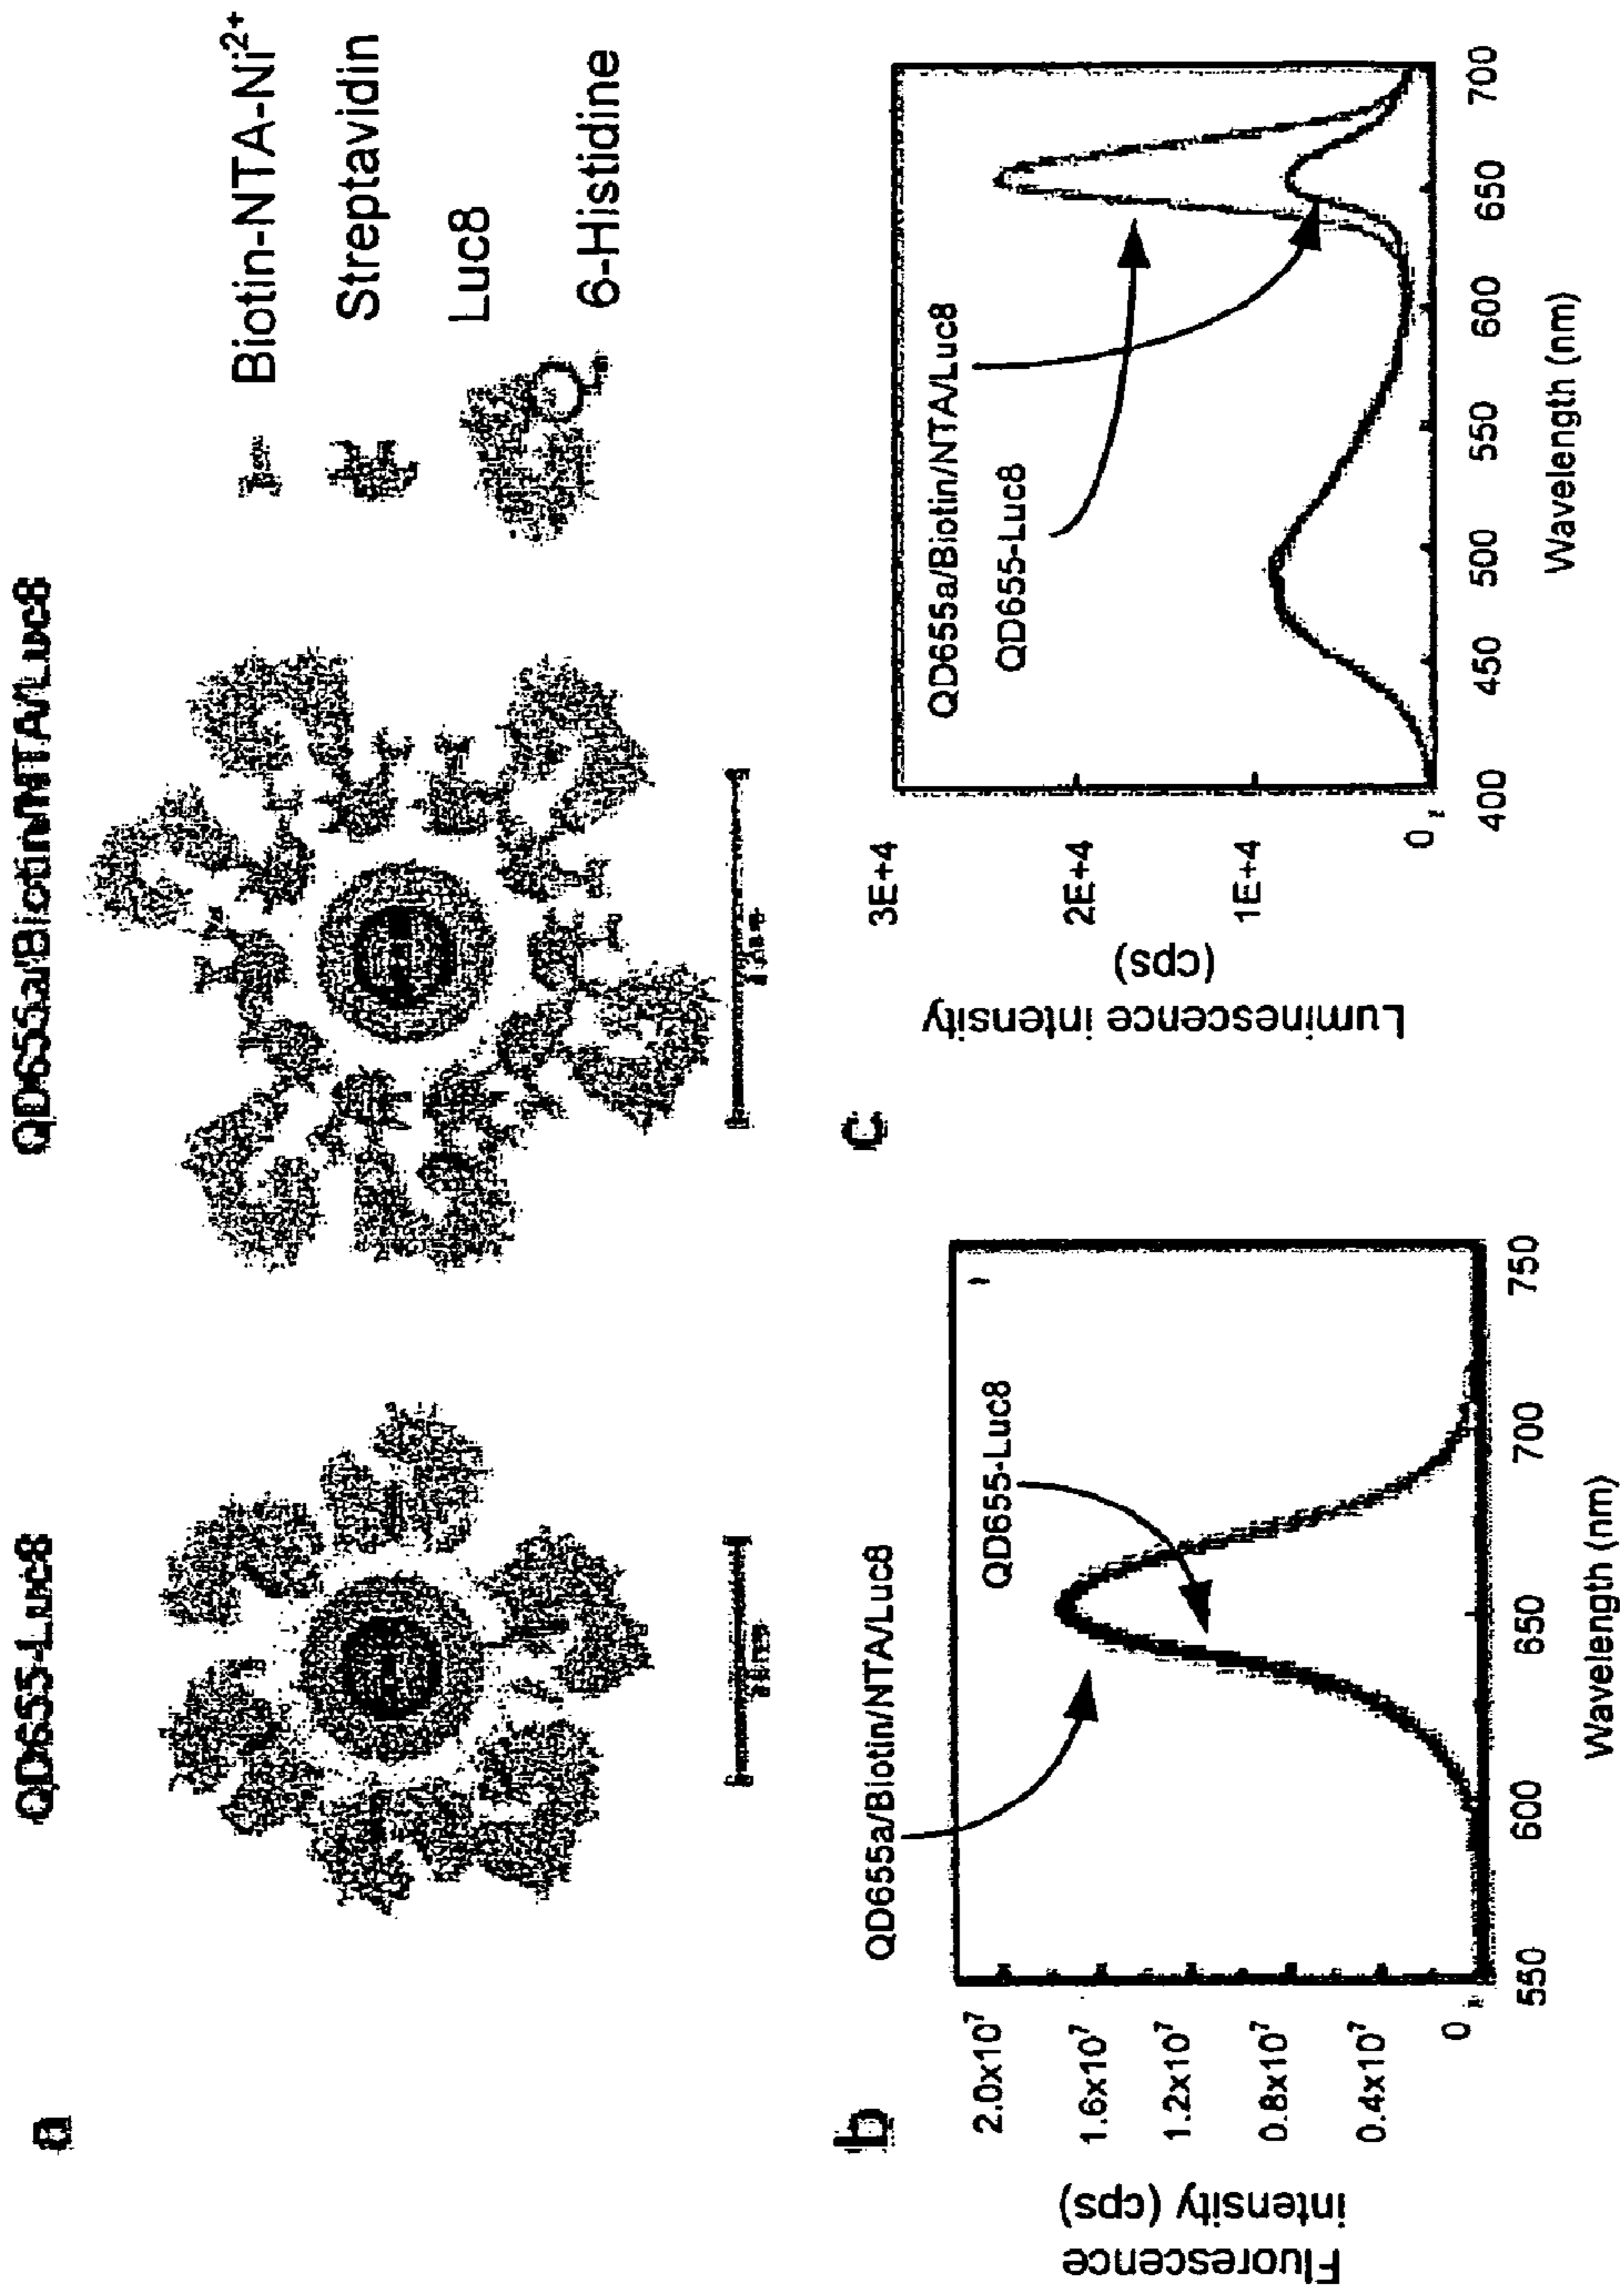 a
QD655-Luc8
QD655a/Biotin/NTA/Luc8
Biotin-NTA-Ni²⁺
Streptavidin
Luc8
6-Histidine
b
QD655a/Biotin/NTA/Luc8
QD655-Luc8
Fluorescence
intensity (cps)
2.0x10⁷
1.6x10⁷
1.2x10⁷
0.8x10⁷
0.4x10⁷
0
550
600
650
700
750
Wavelength (nm)
c
QD655a/Biotin/NTA/Luc8
QD655-Luc8
Luminescence intensity
(cps)
3E+4
2E+4
1E+4
0
400
450
500
550
600
650
700
Wavelength (nm)